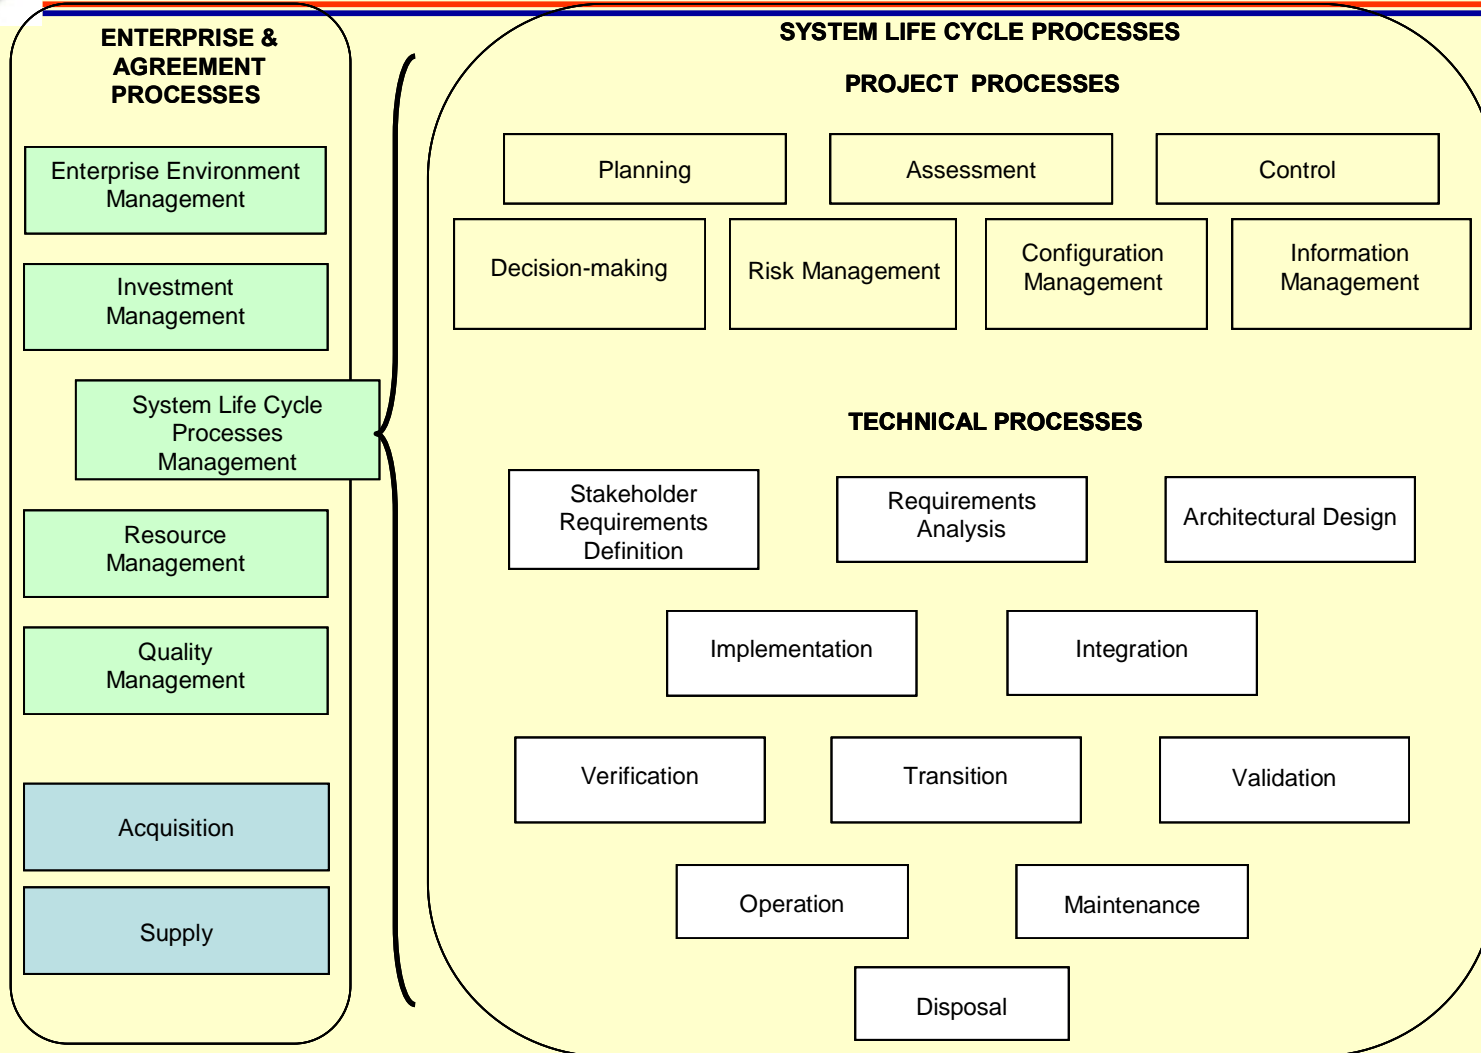 ENTERPRISE &
AGREEMENT
PROCESSES
Enterprise Environment
Management
Investment
Management
System Life Cycle
Processes
Management
Resource
Management
Quality
Management
Acquisition
Supply
SYSTEM LIFE CYCLE PROCESSES
PROJECT PROCESSES
Planning
Assessment
Control
Decision-making
Risk Management
Configuration
Management
Information
Management
TECHNICAL PROCESSES
Stakeholder
Requirements
Definition
Requirements
Analysis
Architectural Design
Implementation
Integration
Verification
Transition
Validation
Operation
Maintenance
Disposal